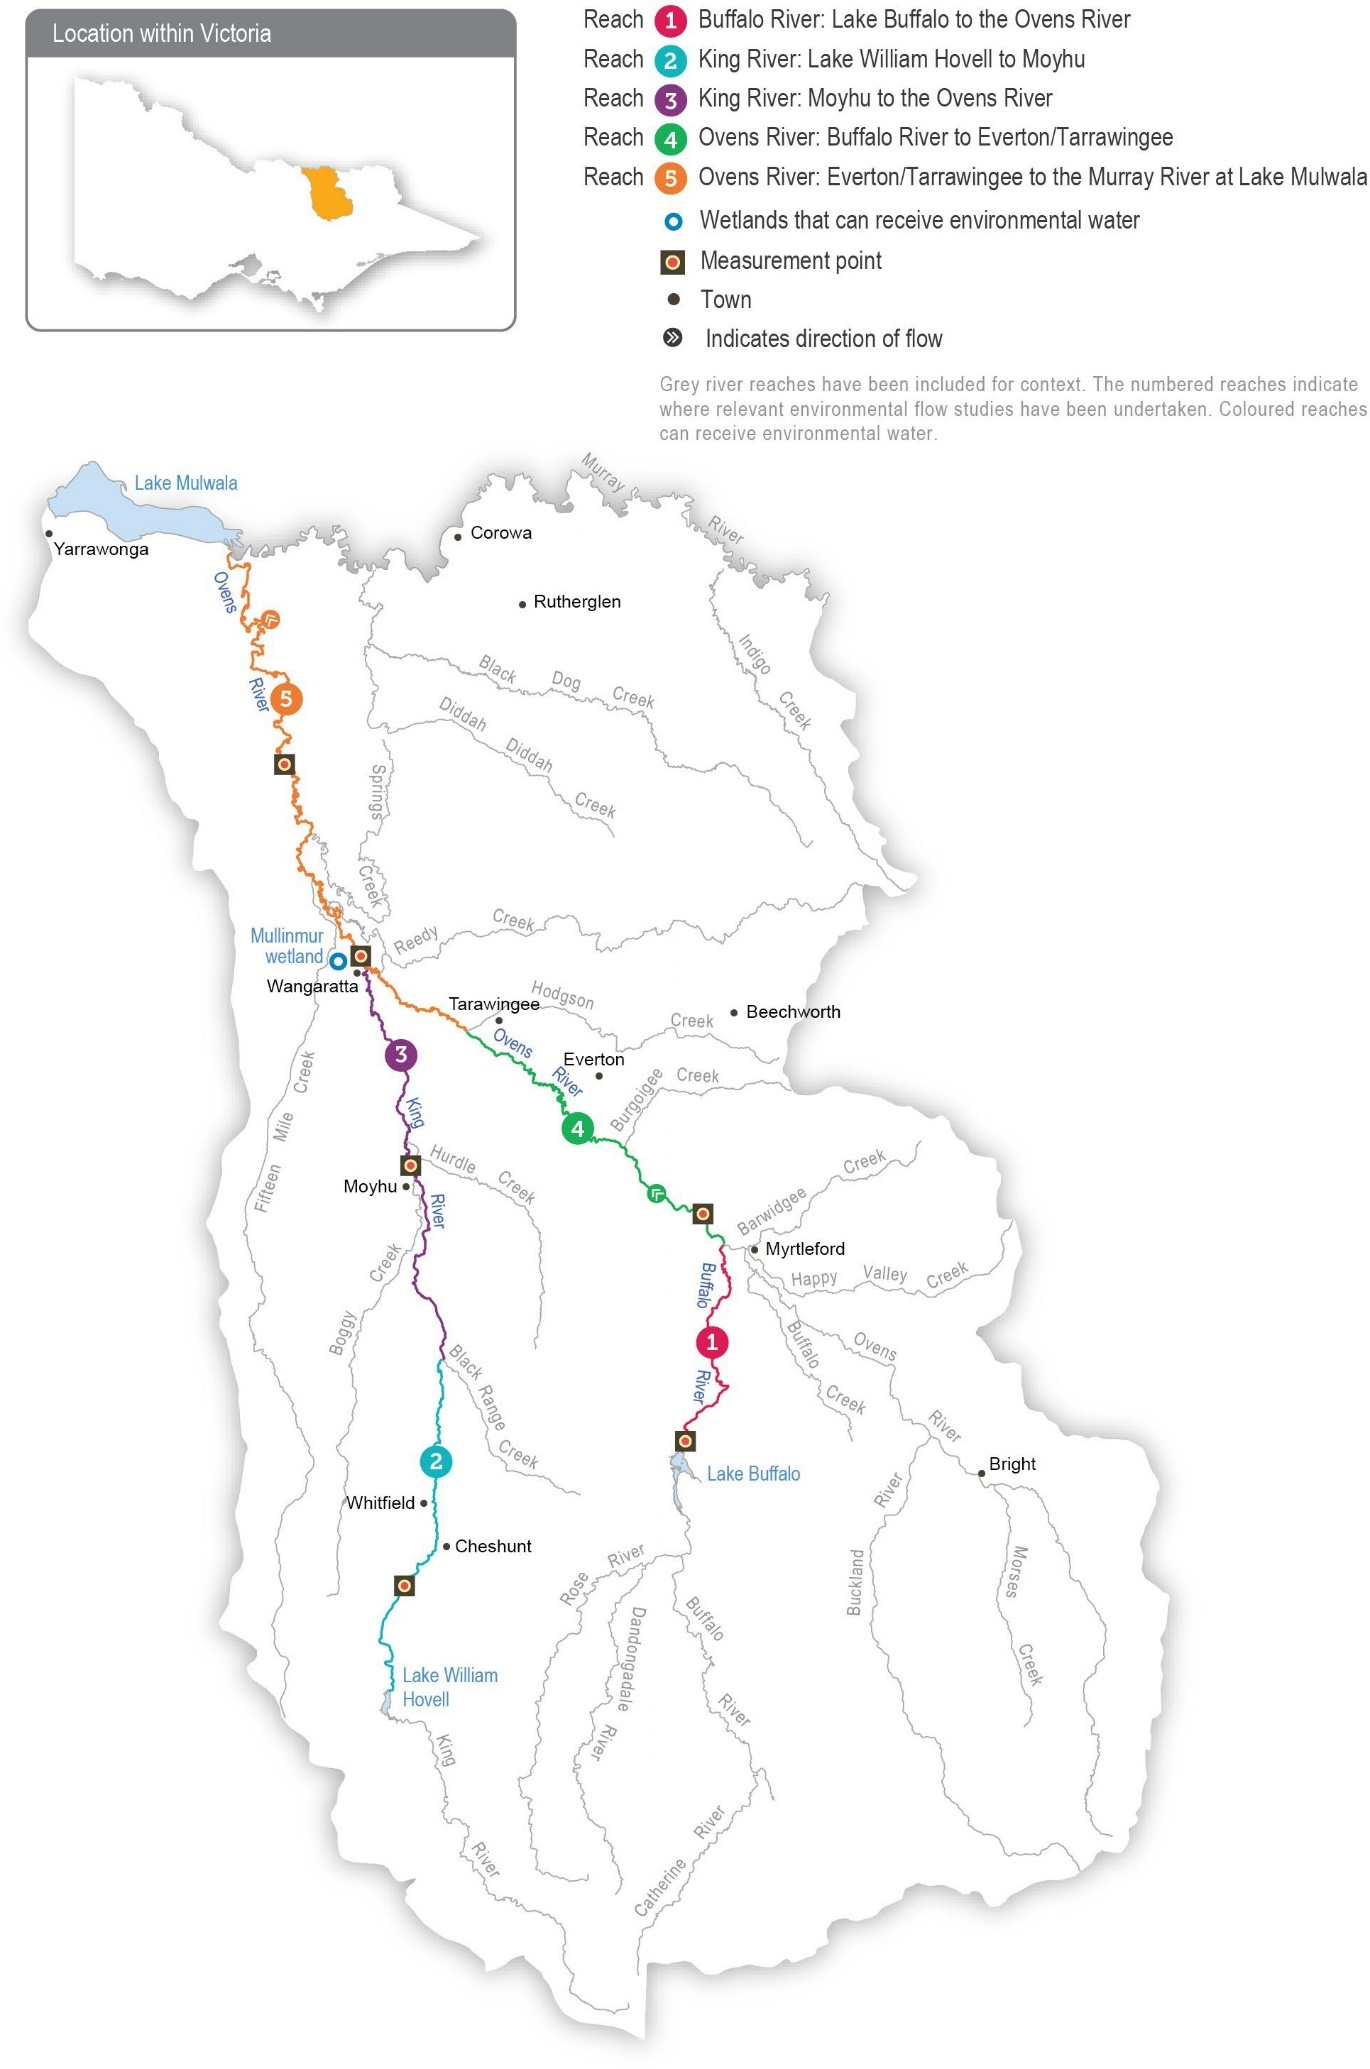 Location within Victoria
Reach 1 Buffalo River: Lake Buffalo to the Ovens River
Reach 2 King River: Lake William Hovell to Moyhu
Reach 3 King River: Moyhu to the Ovens River
Reach 4 Ovens River: Buffalo River to Everton/Tarrawingee
Reach 5 Ovens River: Everton/Tarrawingee to the Murray River at Lake Mulwala
Wetlands that can receive environmental water
Measurement point
Town
Indicates direction of flow
Grey river reaches have been included for context. The numbered reaches indicate
where relevant environmental flow studies have been undertaken. Coloured reaches
can receive environmental water.
Murray River
Lake Mulwala
Corowa
Yarrawonga
Ovens River
Rutherglen
Indigo Creek
Black Dog Creek
5
Diddah Diddah Creek
Springs Creek
Reedy Creek
Mullinmur
wetland
Wangaratta
Hodgson Creek
Tarawingee
Beechworth
Ovens River
Everton
3
Burgoigee Creek
Fifteen Mile Creek
King River
4
Hurdle Creek
Moyhu
Barwidgee Creek
Myrtleford
Happy Valley Creek
Boggy Creek
Buffalo River
1
Buffalo Creek
Ovens River
Black Range Creek
2
Bright
Lake Buffalo
Whitfield
Cheshunt
Buckland River
Morses Creek
Rose River
Dandongadale River
Buffalo River
Lake William
Hovell
King River
Catherine River